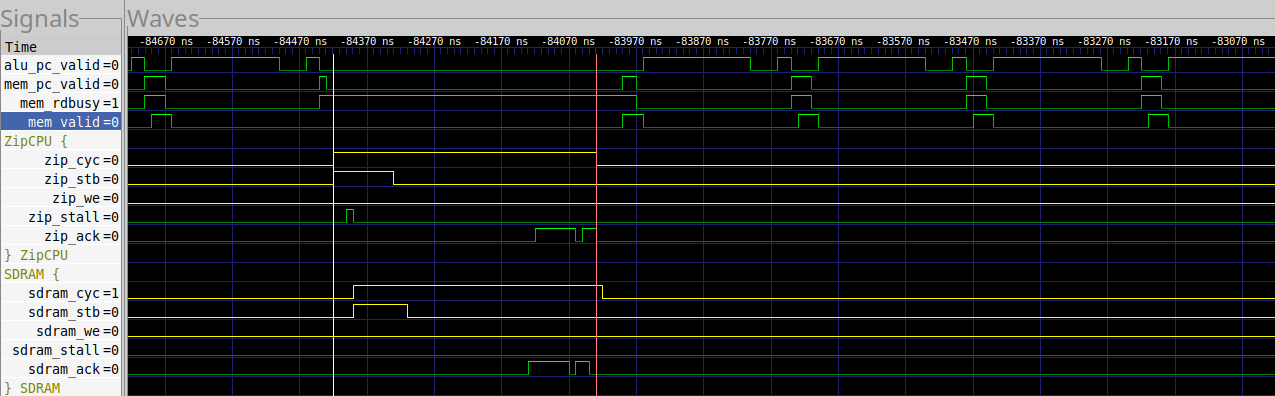 Signals Waves
-84670 ns -84570 ns -84470 ns -84370 ns -84270 ns -84170 ns -84070 ns -83970 ns -83870 ns -83770 ns -83670 ns -83570 ns -83470 ns -83370 ns -83270 ns -83170 ns -83070 ns
Time
alu_pc_valid=0
mem_pc_valid=0
mem_rdbusy=1
mem_valid=0
ZipCPU {
zip_cyc=0
zip_stb=0
zip_we=0
zip_stall=0
zip_ack=0
} ZipCPU
SDRAM {
sdram_cyc=1
sdram_stb=0
sdram_we=0
sdram_stall=0
sdram_ack=0
} SDRAM